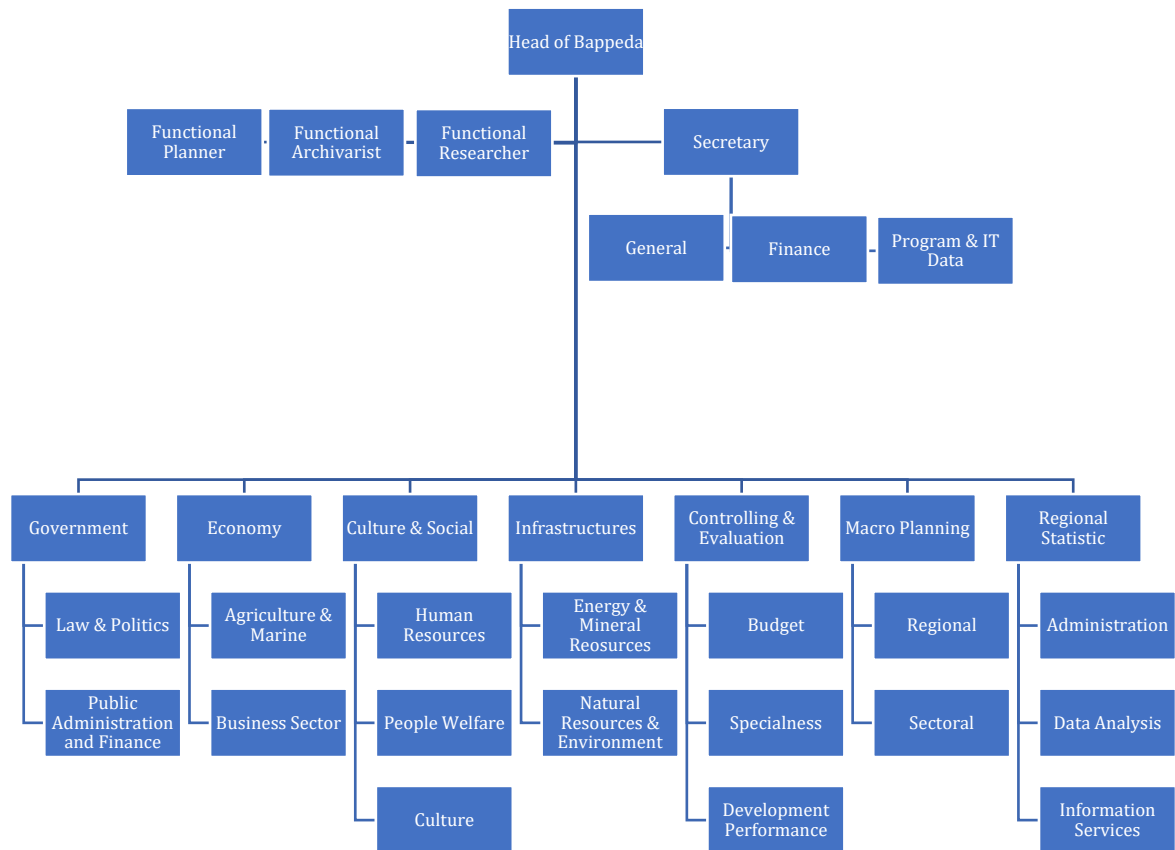 Head of Bappeda
Functional
Planner
Functional
Archivarist
Functional
Researcher
Secretary
General
Finance
Program & IT
Data
Government
Economy
Culture & Social
Infrastructures
Controlling &
Evaluation
Macro Planning
Regional
Statistic
Law & Politics
Agriculture &
Marine
Human
Resources
Energy &
Mineral
Reosurces
Budget
Regional
Administration
Public
Administration
and Finance
Business Sector
People Welfare
Natural
Resources &
Environment
Specialness
Sectoral
Data Analysis
Culture
Development
Performance
Information
Services